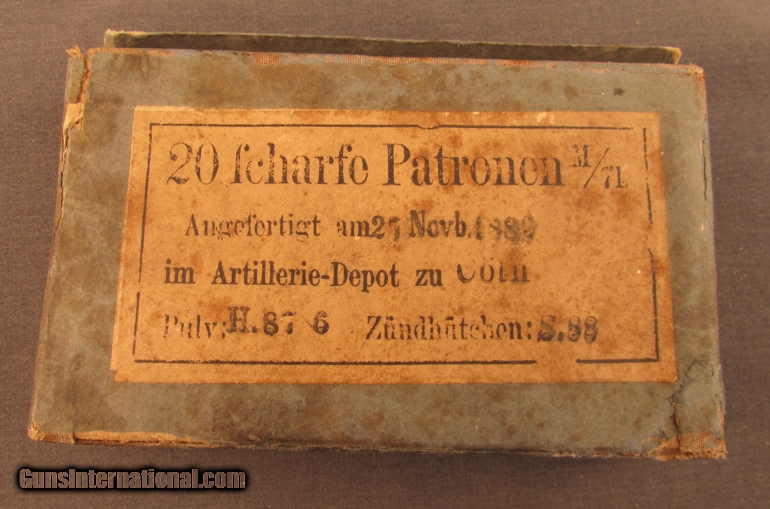 20 ſcharfe Patronen M/71.
Angefertigt am 27 Novb. 1889
im Artillerie-Depot zu Cöln
Pulv: H. 87 6 Zündhütchen: S. 88
GunsInternational.com